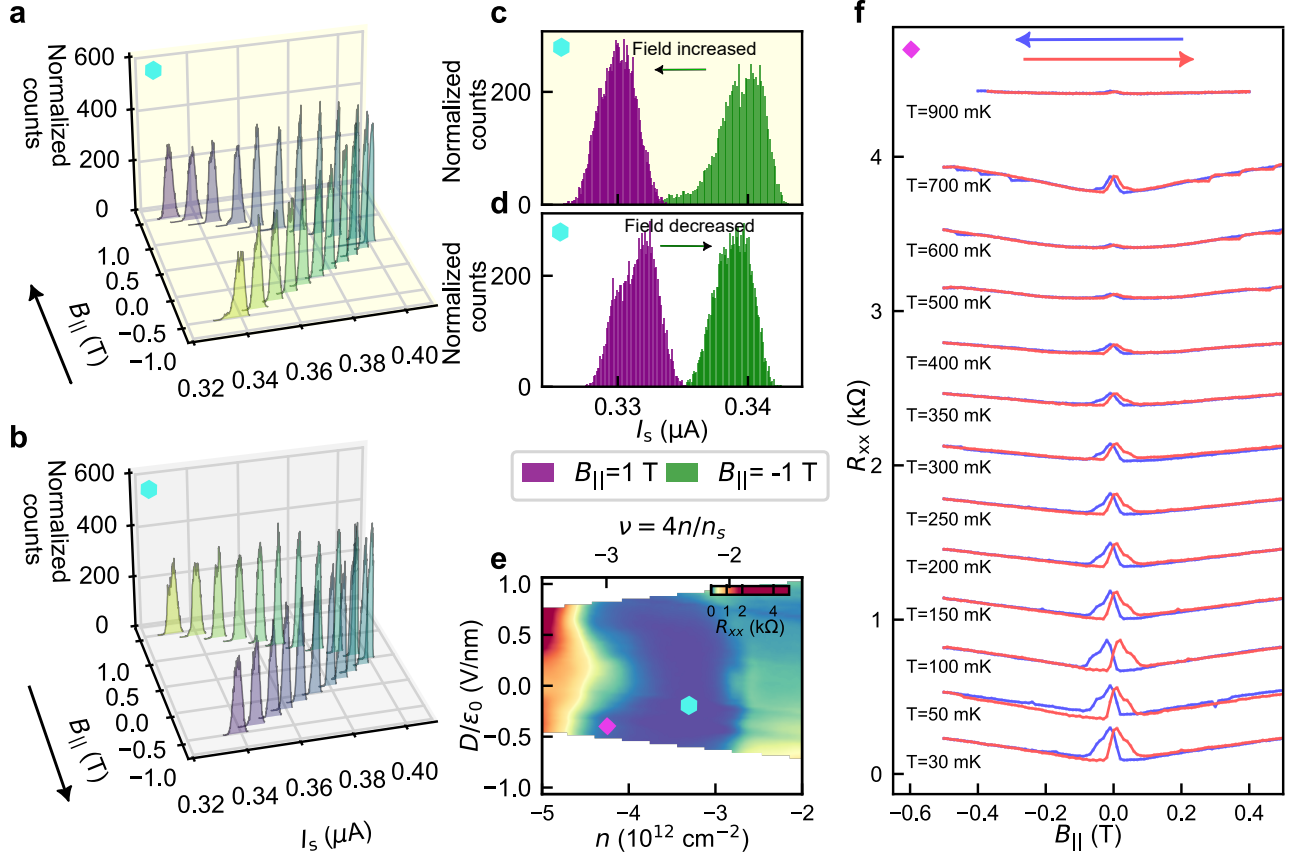 a
600
400
200
0
Normalized
counts
1.0
0.5
0.0
−0.5
−1.0
B|| (T)
0.32
0.34
0.36
0.38
0.40
b
600
400
200
0
Normalized
counts
1.0
0.5
0.0
−0.5
−1.0
B|| (T)
0.32
0.34
0.36
0.38
0.40
Is (μA)
c
Field increased
Normalized
counts
200
0
d
Field decreased
Normalized
counts
200
0
0.33
0.34
Is (μA)
B||=1 T
B||= -1 T
ν = 4n/ns
−3
−2
e
1.0
0.5
0.0
−0.5
−1.0
D/ε0 (V/nm)
0 1 2 4
Rxx (kΩ)
−5
−4
−3
−2
n (10¹² cm⁻²)
f
T=900 mK
T=700 mK
T=600 mK
T=500 mK
T=400 mK
T=350 mK
T=300 mK
T=250 mK
T=200 mK
T=150 mK
T=100 mK
T=50 mK
T=30 mK
4
3
2
1
0
Rxx (kΩ)
−0.6
−0.4
−0.2
0.0
0.2
0.4
B|| (T)